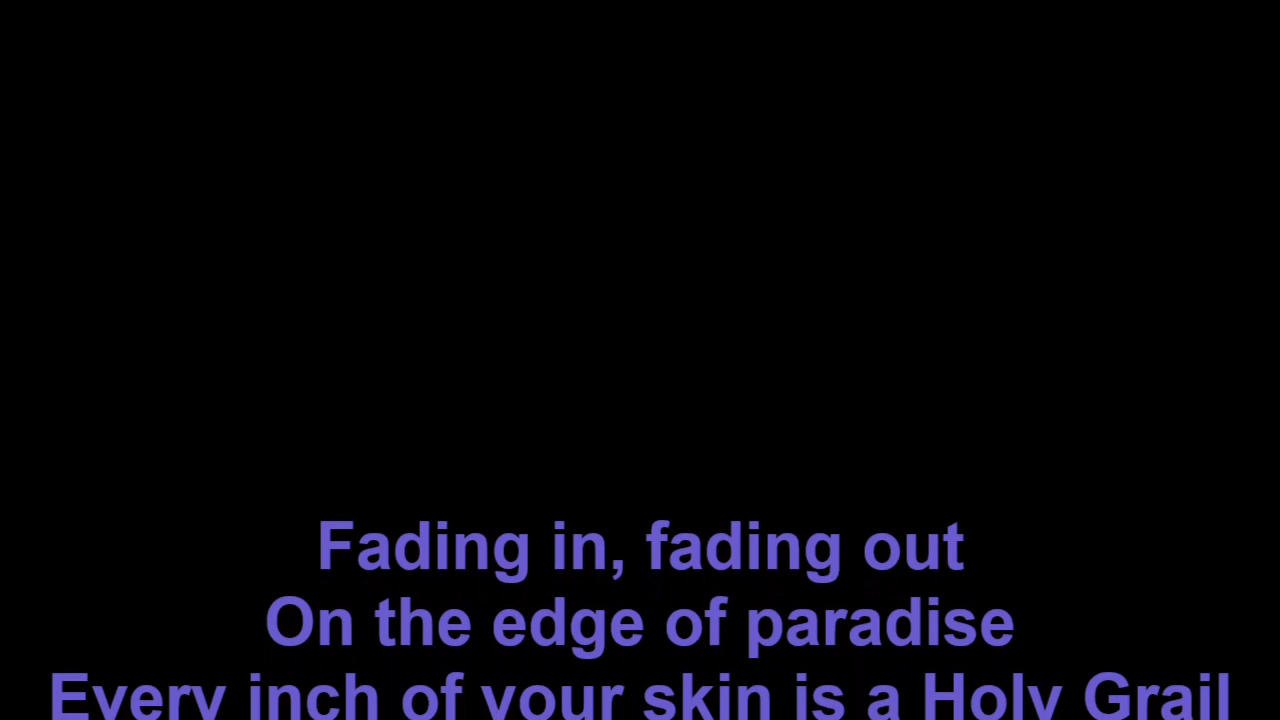 Fading in, fading out
On the edge of paradise
Every inch of your skin is a Holy Grail